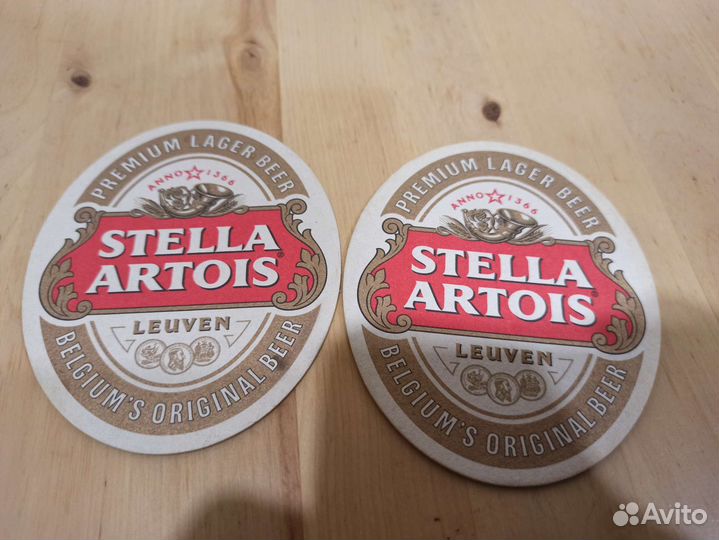 PREMIUM LAGER BEER
ANNO 1366
STELLA
ARTOIS®
LEUVEN
BELGIUM'S ORIGINAL BEER
PREMIUM LAGER BEER
ANNO 1366
STELLA
ARTOIS®
LEUVEN
BELGIUM'S ORIGINAL BEER
Avito